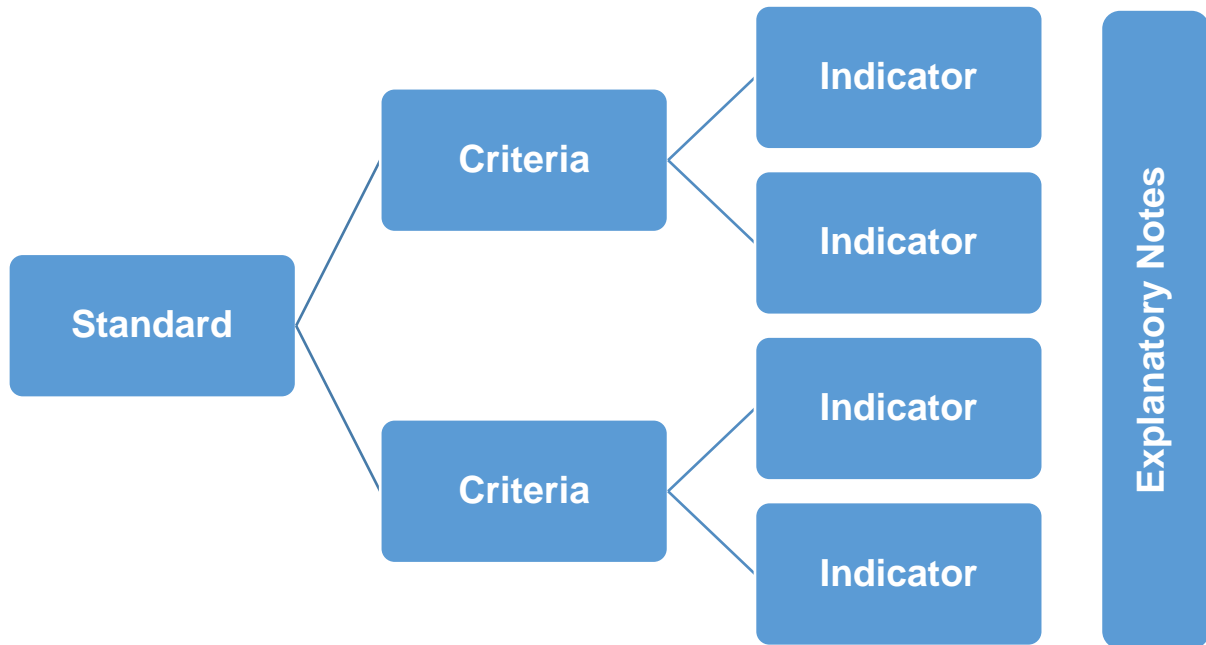 Standard
Criteria
Indicator
Indicator
Criteria
Indicator
Indicator
Explanatory Notes